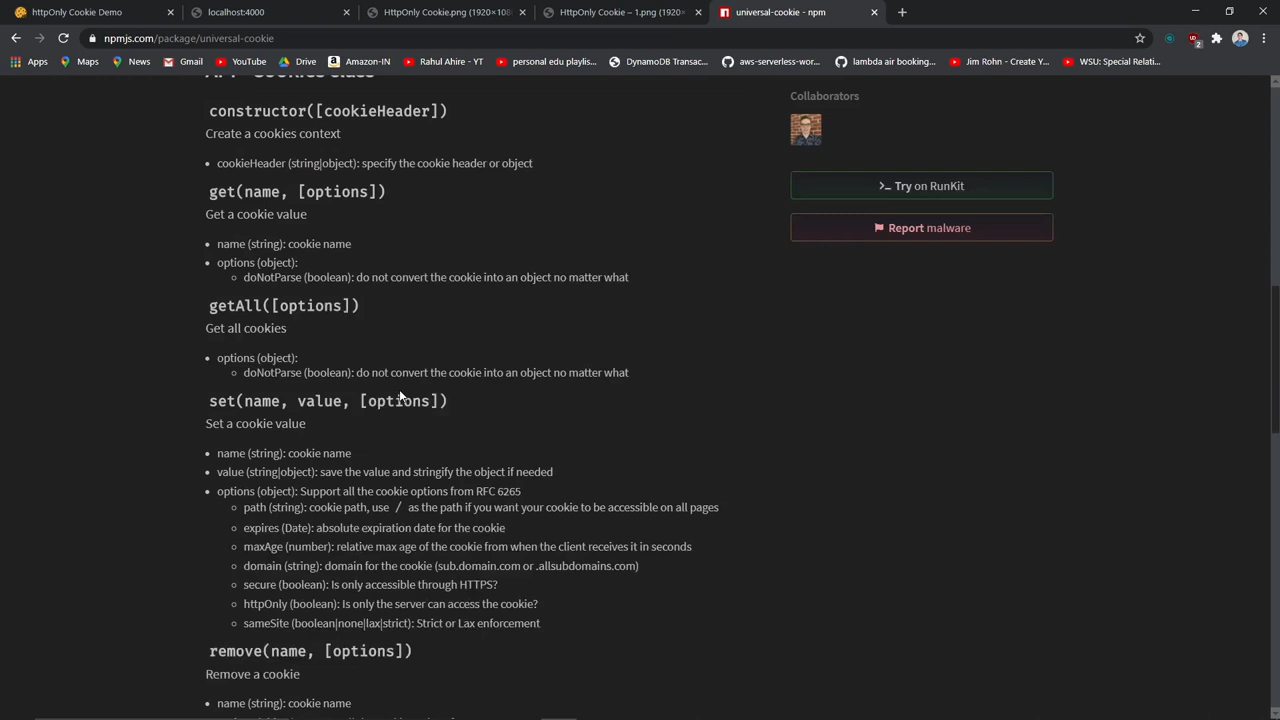 HttpOnly Cookie Demo
localhost:4000
HttpOnly Cookie.png (1920×108
HttpOnly Cookie – 1.png (1920×
universal-cookie - npm
npmjs.com/package/universal-cookie
2
Apps
Maps
News
Gmail
YouTube
Drive
Amazon-IN
Rahul Ahire - YT
personal edu playlis...
DynamoDB Transac...
aws-serverless-wor...
lambda air booking...
Jim Rohn - Create Y...
WSU: Special Relati...
API - Cookies class
constructor([cookieHeader])
Create a cookies context
cookieHeader (string|object): specify the cookie header or object
get(name, [options])
Get a cookie value
name (string): cookie name
options (object):
doNotParse (boolean): do not convert the cookie into an object no matter what
getAll([options])
Get all cookies
options (object):
doNotParse (boolean): do not convert the cookie into an object no matter what
set(name, value, [options])
Set a cookie value
name (string): cookie name
value (string|object): save the value and stringify the object if needed
options (object): Support all the cookie options from RFC 6265
path (string): cookie path, use / as the path if you want your cookie to be accessible on all pages
expires (Date): absolute expiration date for the cookie
maxAge (number): relative max age of the cookie from when the client receives it in seconds
domain (string): domain for the cookie (sub.domain.com or .allsubdomains.com)
secure (boolean): Is only accessible through HTTPS?
httpOnly (boolean): Is only the server can access the cookie?
sameSite (boolean|none|lax|strict): Strict or Lax enforcement
remove(name, [options])
Remove a cookie
name (string): cookie name
Collaborators
Try on RunKit
Report malware